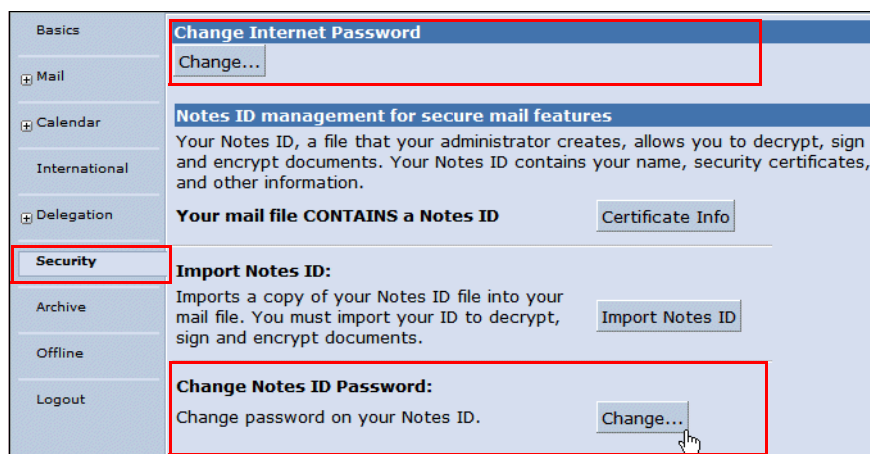 Basics
Mail
Calendar
International
Delegation
Security
Archive
Offline
Logout
Change Internet Password
Change...
Notes ID management for secure mail features
Your Notes ID, a file that your administrator creates, allows you to decrypt, sign
and encrypt documents. Your Notes ID contains your name, security certificates,
and other information.
Your mail file CONTAINS a Notes ID
Certificate Info
Import Notes ID:
Imports a copy of your Notes ID file into your
mail file. You must import your ID to decrypt,
sign and encrypt documents.
Import Notes ID
Change Notes ID Password:
Change password on your Notes ID.
Change...